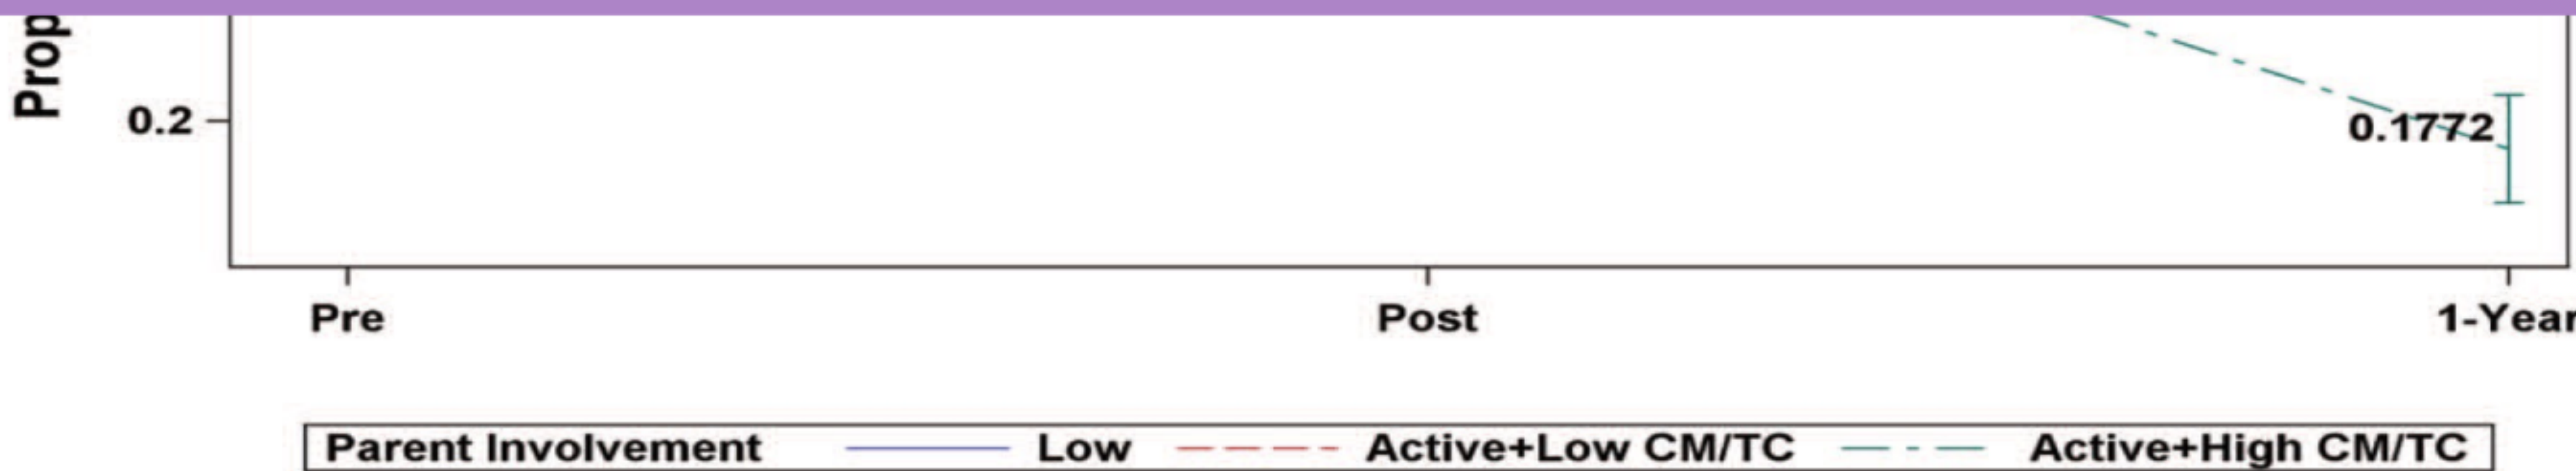 Prop
0.2
0.1772
Pre Post 1-Year
Parent Involvement Low Active+Low CM/TC Active+High CM/TC